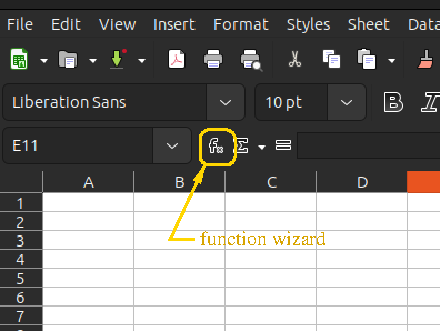 File Edit View Insert Format Styles Sheet Data
Liberation Sans 10 pt B I
E11 fx Σ =
A B C D
1
2
3
function wizard
4
5
6
7